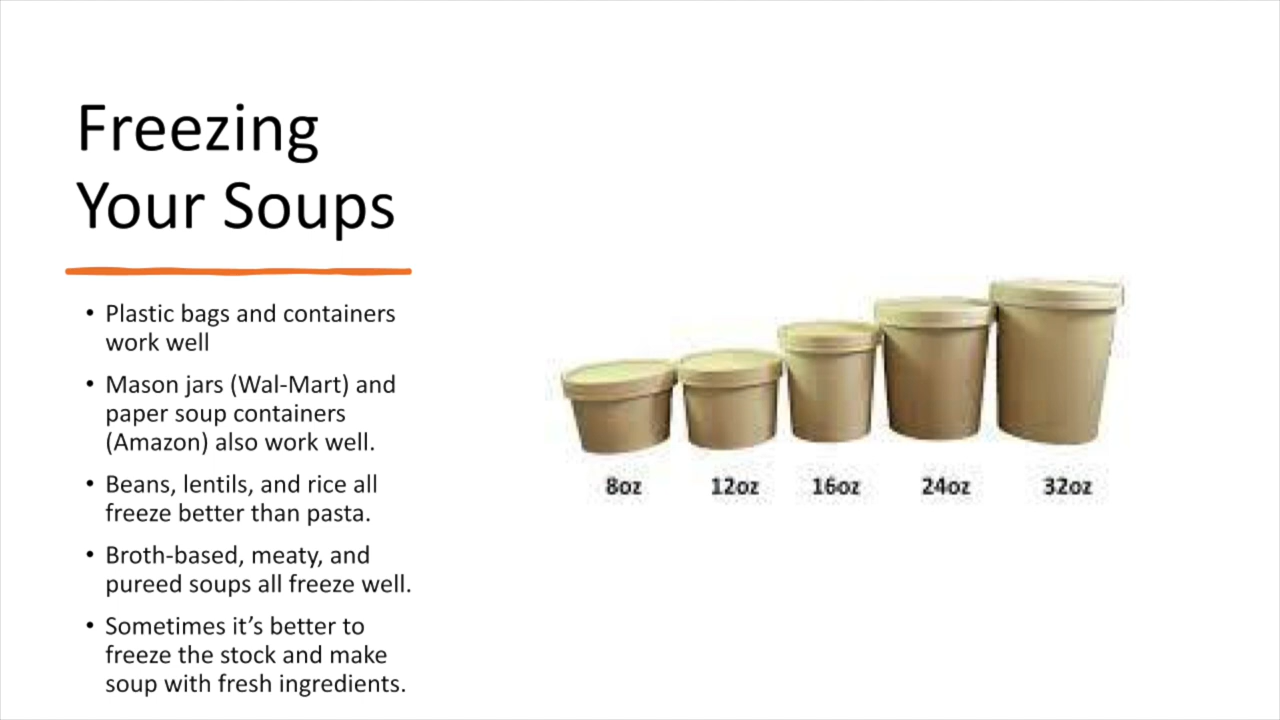 Freezing
Your Soups
• Plastic bags and containers
work well
• Mason jars (Wal-Mart) and
paper soup containers
(Amazon) also work well.
• Beans, lentils, and rice all
freeze better than pasta.
• Broth-based, meaty, and
pureed soups all freeze well.
• Sometimes it’s better to
freeze the stock and make
soup with fresh ingredients.
8oz 12oz 16oz 24oz 32oz